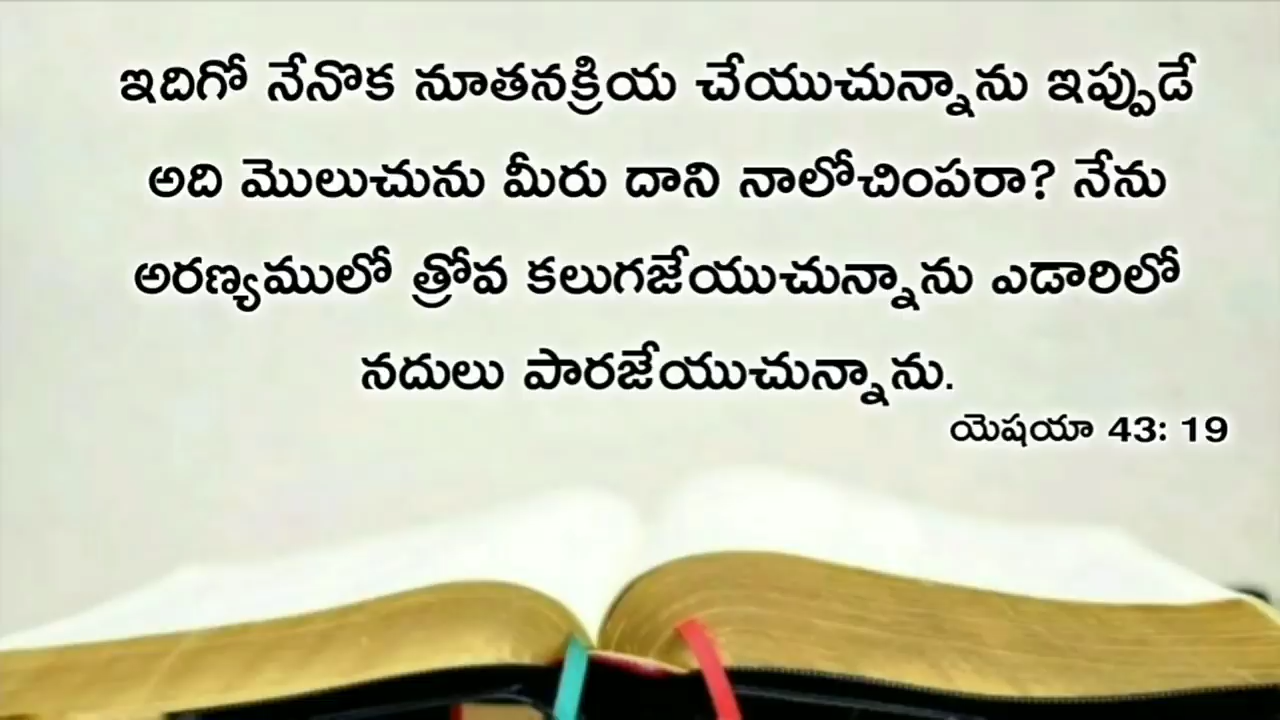 ఇదిగో నేనొక నూతనక్రియ చేయుచున్నాను ఇప్పుడే
అది మొలుచును మీరు దాని నాలోచింపరా? నేను
అరణ్యములో త్రోవ కలుగజేయుచున్నాను ఎడారిలో
నదులు పారజేయుచున్నాను.
యెషయా 43: 19